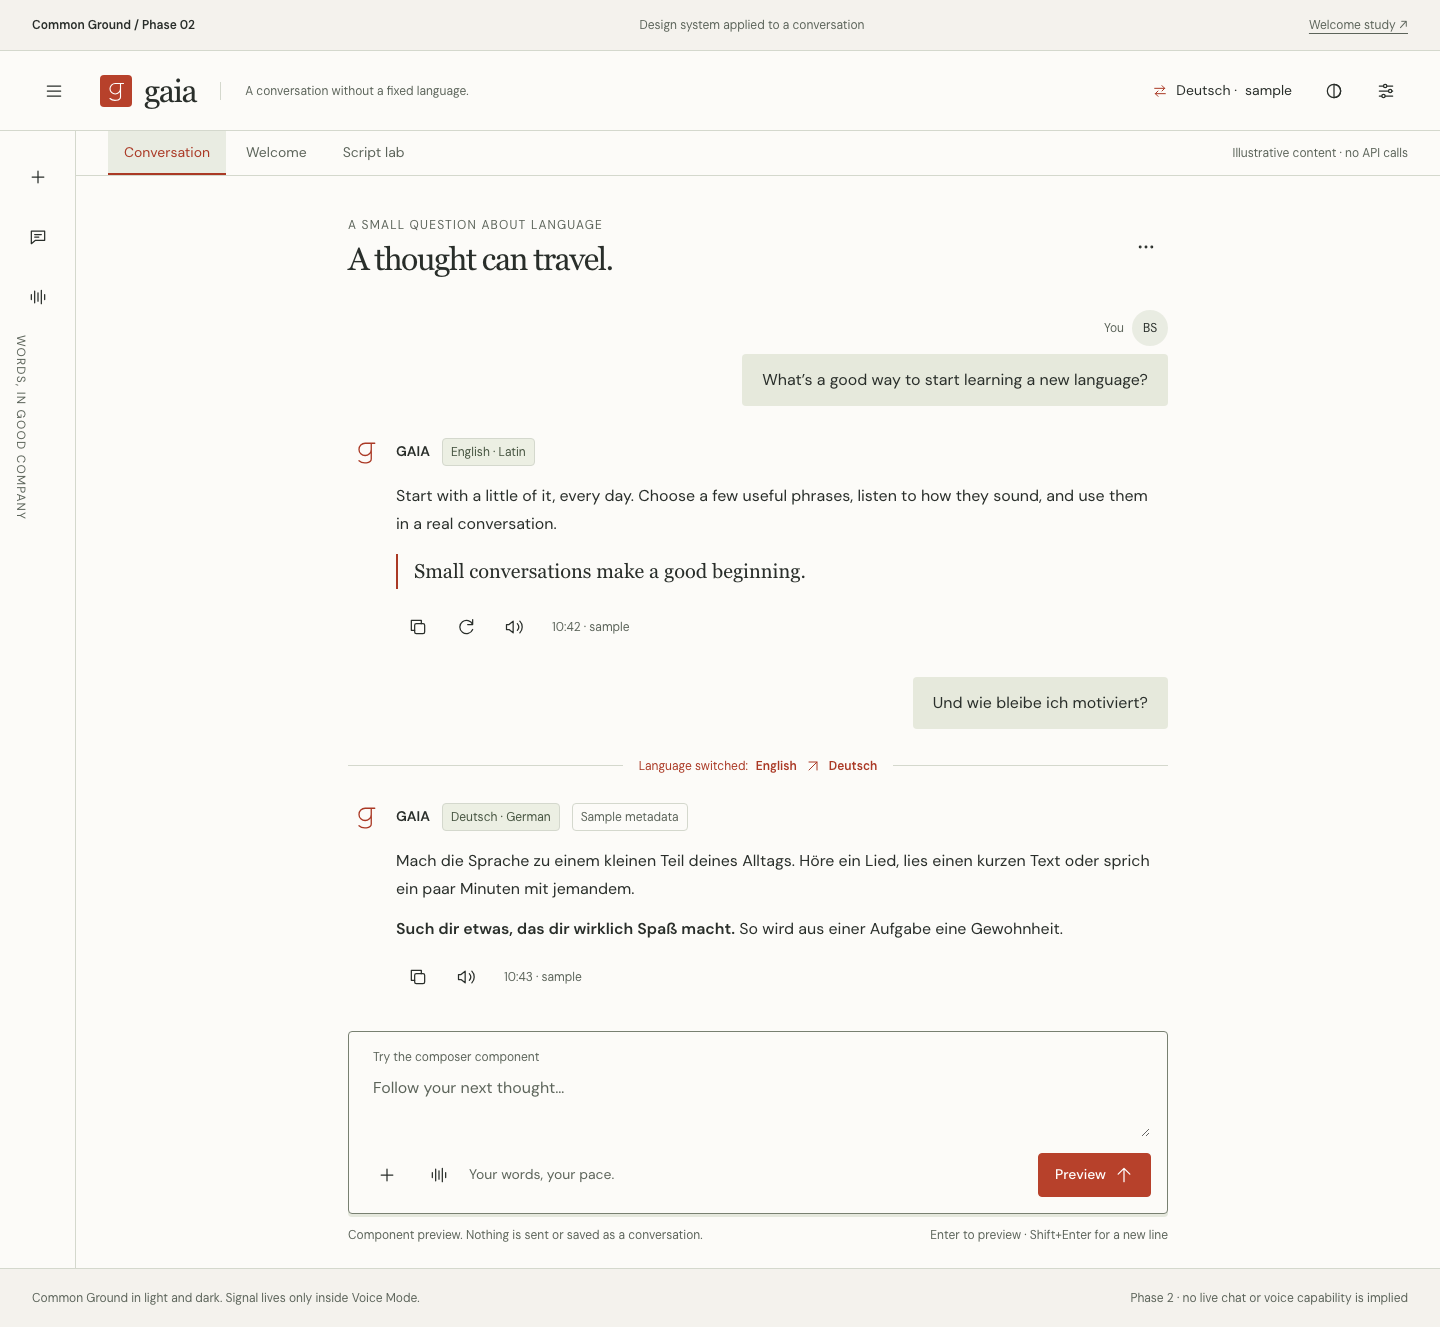 Common Ground / Phase 02
Design system applied to a conversation
Welcome study ↗
g gaia
A conversation without a fixed language.
Deutsch · sample
Conversation
Welcome
Script lab
Illustrative content · no API calls
WORDS, IN GOOD COMPANY
A SMALL QUESTION ABOUT LANGUAGE
A thought can travel.
You
BS
What’s a good way to start learning a new language?
g
GAIA
English · Latin
Start with a little of it, every day. Choose a few useful phrases, listen to how they sound, and use them
in a real conversation.
Small conversations make a good beginning.
10:42 · sample
Und wie bleibe ich motiviert?
Language switched: English ↗ Deutsch
g
GAIA
Deutsch · German
Sample metadata
Mach die Sprache zu einem kleinen Teil deines Alltags. Höre ein Lied, lies einen kurzen Text oder sprich
ein paar Minuten mit jemandem.
Such dir etwas, das dir wirklich Spaß macht. So wird aus einer Aufgabe eine Gewohnheit.
10:43 · sample
Try the composer component
Follow your next thought...
Your words, your pace.
Preview
Component preview. Nothing is sent or saved as a conversation.
Enter to preview · Shift+Enter for a new line
Common Ground in light and dark. Signal lives only inside Voice Mode.
Phase 2 · no live chat or voice capability is implied